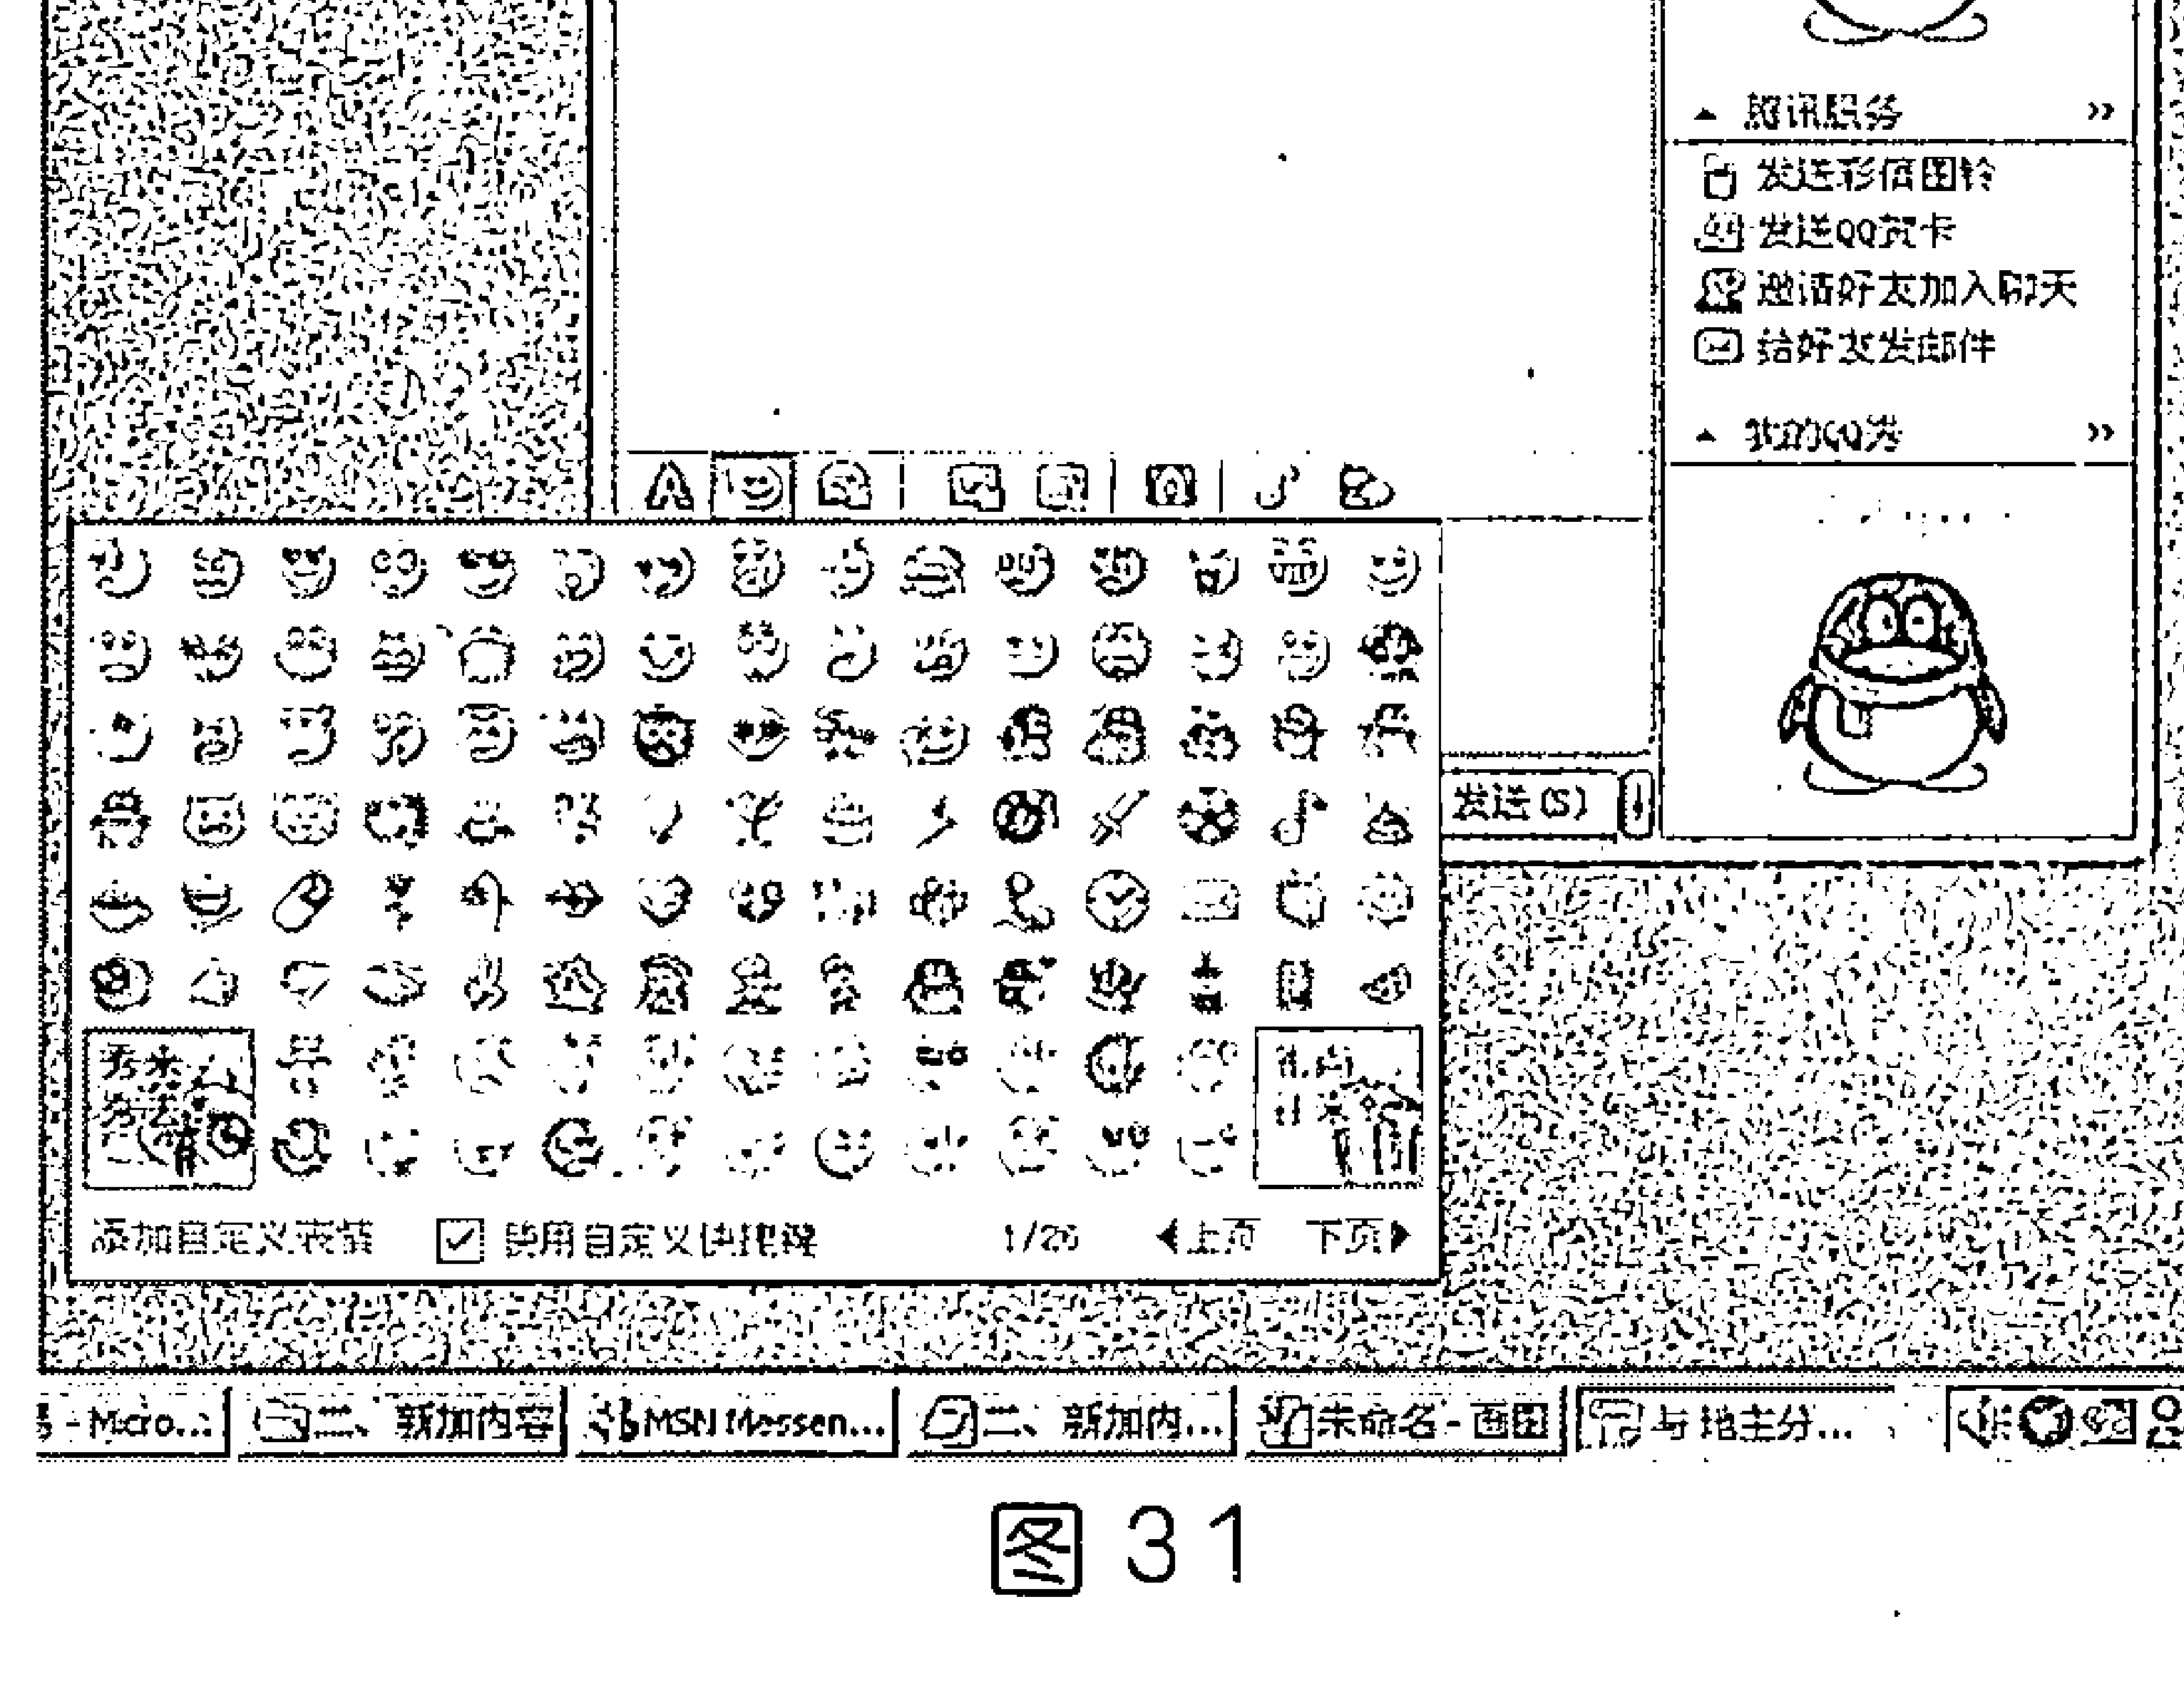 腾讯服务 »
发送彩信图铃
发送QQ贺卡
邀请好友加入聊天
给好友发邮件
我的QQ秀 »
发送(S)
添加自定义表情 禁用自定义快捷键 1/26 上页 下页
- Micro... 二、新加内容 MSN Messen... 二、新加内... 未命名 - 画图 与 地主分...
图 31